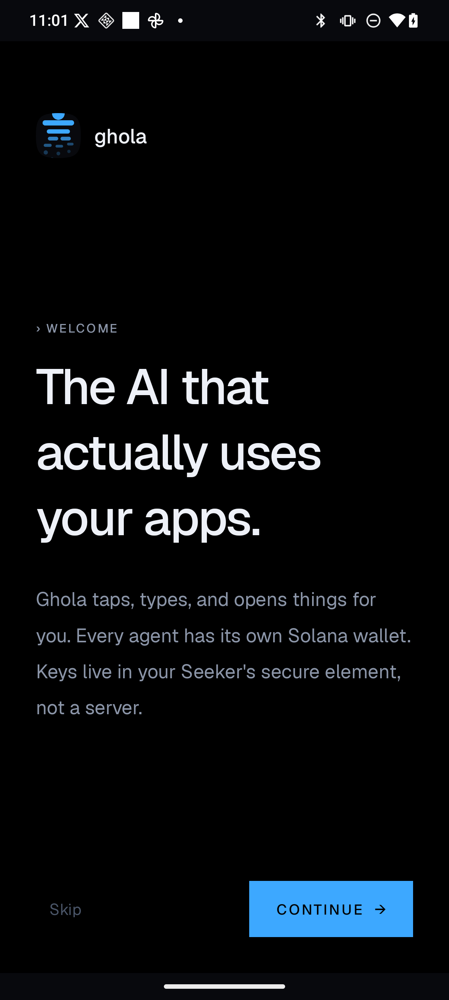 11:01
ghola
› WELCOME
The AI that
actually uses
your apps.
Ghola taps, types, and opens things for
you. Every agent has its own Solana wallet.
Keys live in your Seeker's secure element,
not a server.
Skip
CONTINUE →